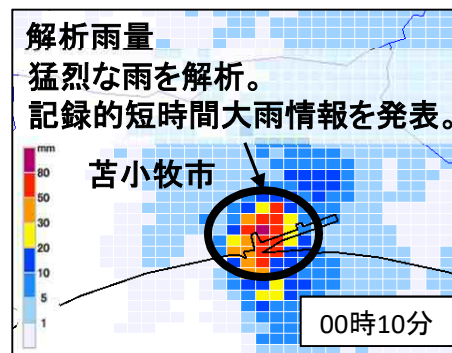 解析雨量
猛烈な雨を解析。
記録的短時間大雨情報を発表。
mm
80
50
30
20
10
5
1
苫小牧市
00時10分